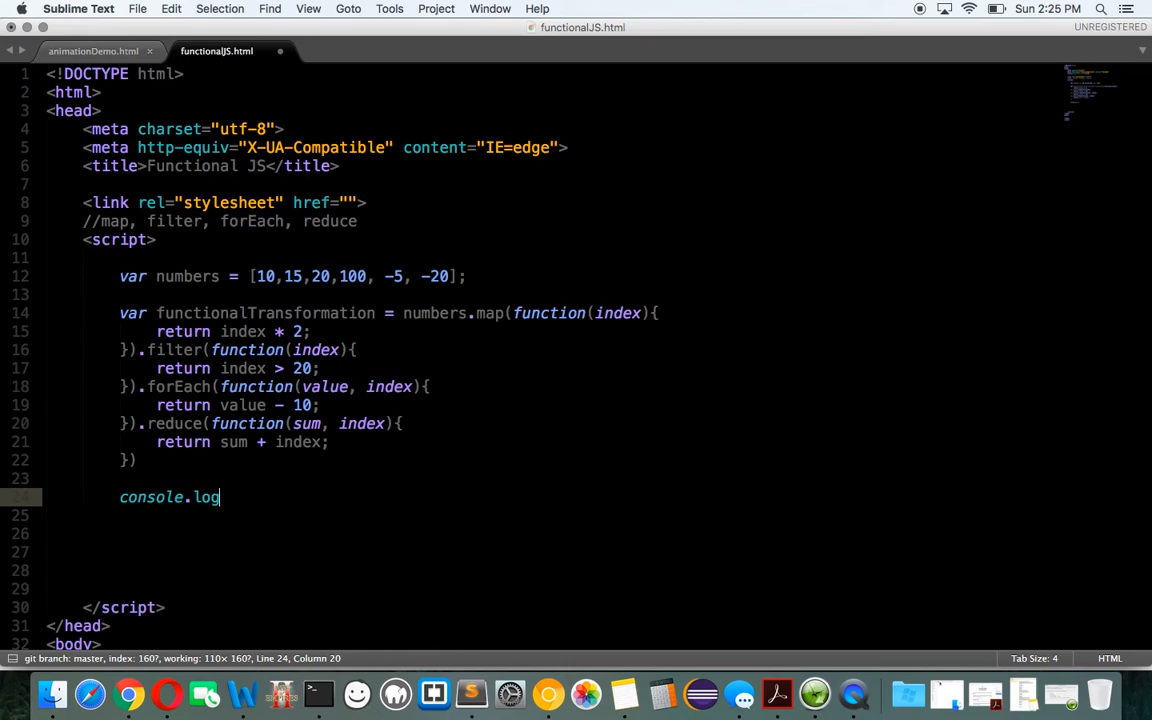 Sublime Text File Edit Selection Find View Goto Tools Project Window Help Sun 2:25 PM
functionalJS.html UNREGISTERED
animationDemo.html × functionalJS.html
1 <!DOCTYPE html>
2 <html>
3 <head>
4 <meta charset="utf-8">
5 <meta http-equiv="X-UA-Compatible" content="IE=edge">
6 <title>Functional JS</title>
7
8 <link rel="stylesheet" href="">
9 //map, filter, forEach, reduce
10 <script>
11
12 var numbers = [10,15,20,100, -5, -20];
13
14 var functionalTransformation = numbers.map(function(index){
15 return index * 2;
16 }).filter(function(index){
17 return index > 20;
18 }).forEach(function(value, index){
19 return value - 10;
20 }).reduce(function(sum, index){
21 return sum + index;
22 })
23
24 console.log
25
26
27
28
29
30 </script>
31 </head>
32 <body>
git branch: master, index: 160?, working: 110× 160?, Line 24, Column 20 Tab Size: 4 HTML